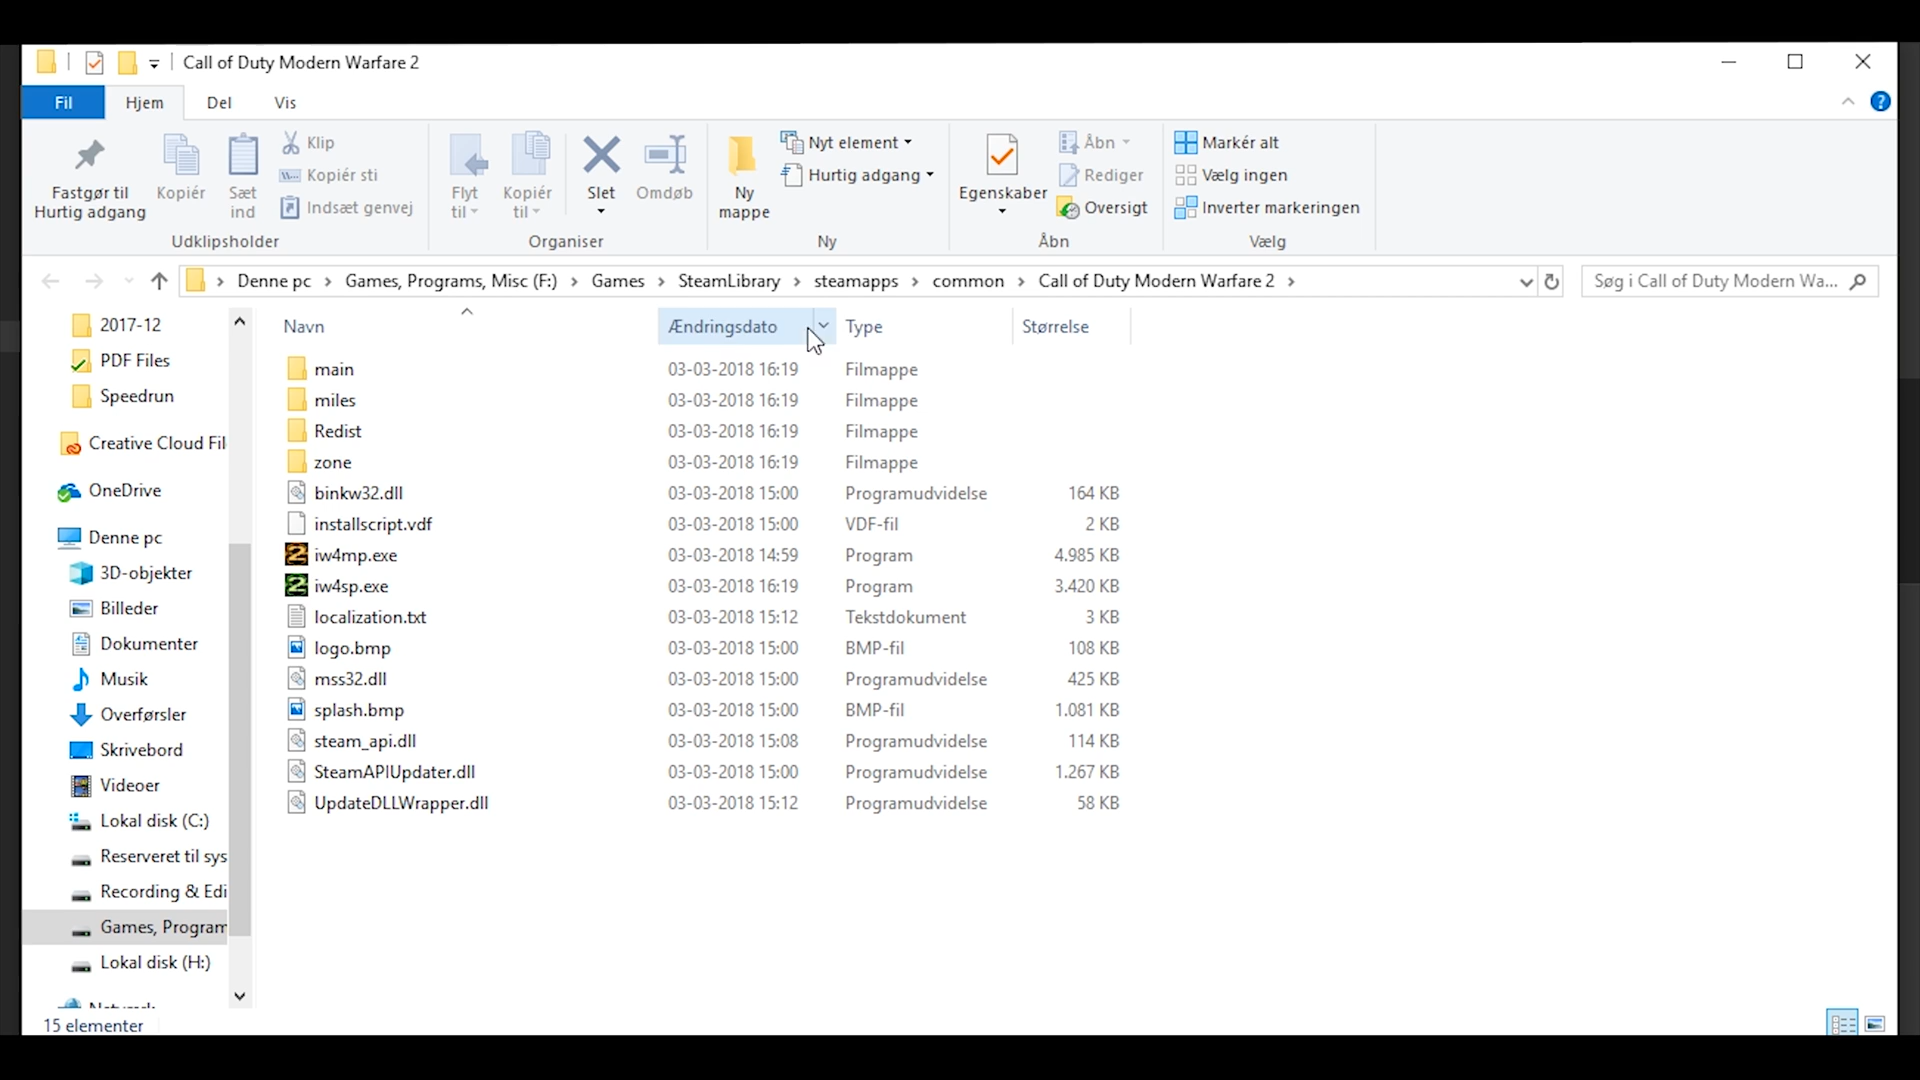 Call of Duty Modern Warfare 2
Fil Hjem Del Vis
Fastgør til
Hurtig adgang
Kopiér
Sæt
ind
Klip
Kopiér sti
Indsæt genvej
Udklipsholder
Flyt
til
Kopiér
til
Slet
Omdøb
Organiser
Ny
mappe
Nyt element
Hurtig adgang
Ny
Egenskaber
Åbn
Rediger
Oversigt
Åbn
Markér alt
Vælg ingen
Inverter markeringen
Vælg
Denne pc Games, Programs, Misc (F:) Games SteamLibrary steamapps common Call of Duty Modern Warfare 2
Søg i Call of Duty Modern Wa...
2017-12
PDF Files
Speedrun
Creative Cloud Fil
OneDrive
Denne pc
3D-objekter
Billeder
Dokumenter
Musik
Overførsler
Skrivebord
Videoer
Lokal disk (C:)
Reserveret til sys
Recording & Edi
Games, Program
Lokal disk (H:)
Navn Ændringsdato Type Størrelse
main 03-03-2018 16:19 Filmappe
miles 03-03-2018 16:19 Filmappe
Redist 03-03-2018 16:19 Filmappe
zone 03-03-2018 16:19 Filmappe
binkw32.dll 03-03-2018 15:00 Programudvidelse 164 KB
installscript.vdf 03-03-2018 15:00 VDF-fil 2 KB
iw4mp.exe 03-03-2018 14:59 Program 4.985 KB
iw4sp.exe 03-03-2018 16:19 Program 3.420 KB
localization.txt 03-03-2018 15:12 Tekstdokument 3 KB
logo.bmp 03-03-2018 15:00 BMP-fil 108 KB
mss32.dll 03-03-2018 15:00 Programudvidelse 425 KB
splash.bmp 03-03-2018 15:00 BMP-fil 1.081 KB
steam_api.dll 03-03-2018 15:08 Programudvidelse 114 KB
SteamAPIUpdater.dll 03-03-2018 15:00 Programudvidelse 1.267 KB
UpdateDLLWrapper.dll 03-03-2018 15:12 Programudvidelse 58 KB
15 elementer